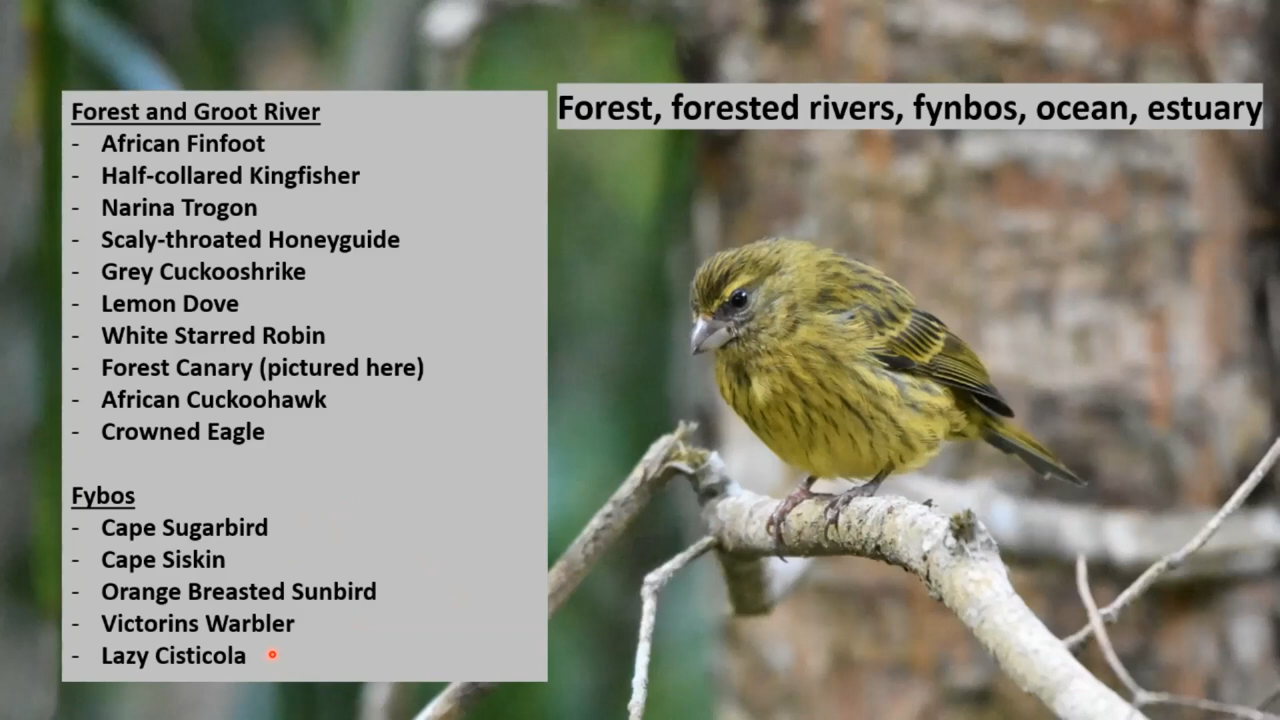 Forest, forested rivers, fynbos, ocean, estuary
Forest and Groot River
- African Finfoot
- Half-collared Kingfisher
- Narina Trogon
- Scaly-throated Honeyguide
- Grey Cuckooshrike
- Lemon Dove
- White Starred Robin
- Forest Canary (pictured here)
- African Cuckoohawk
- Crowned Eagle
Fybos
- Cape Sugarbird
- Cape Siskin
- Orange Breasted Sunbird
- Victorins Warbler
- Lazy Cisticola